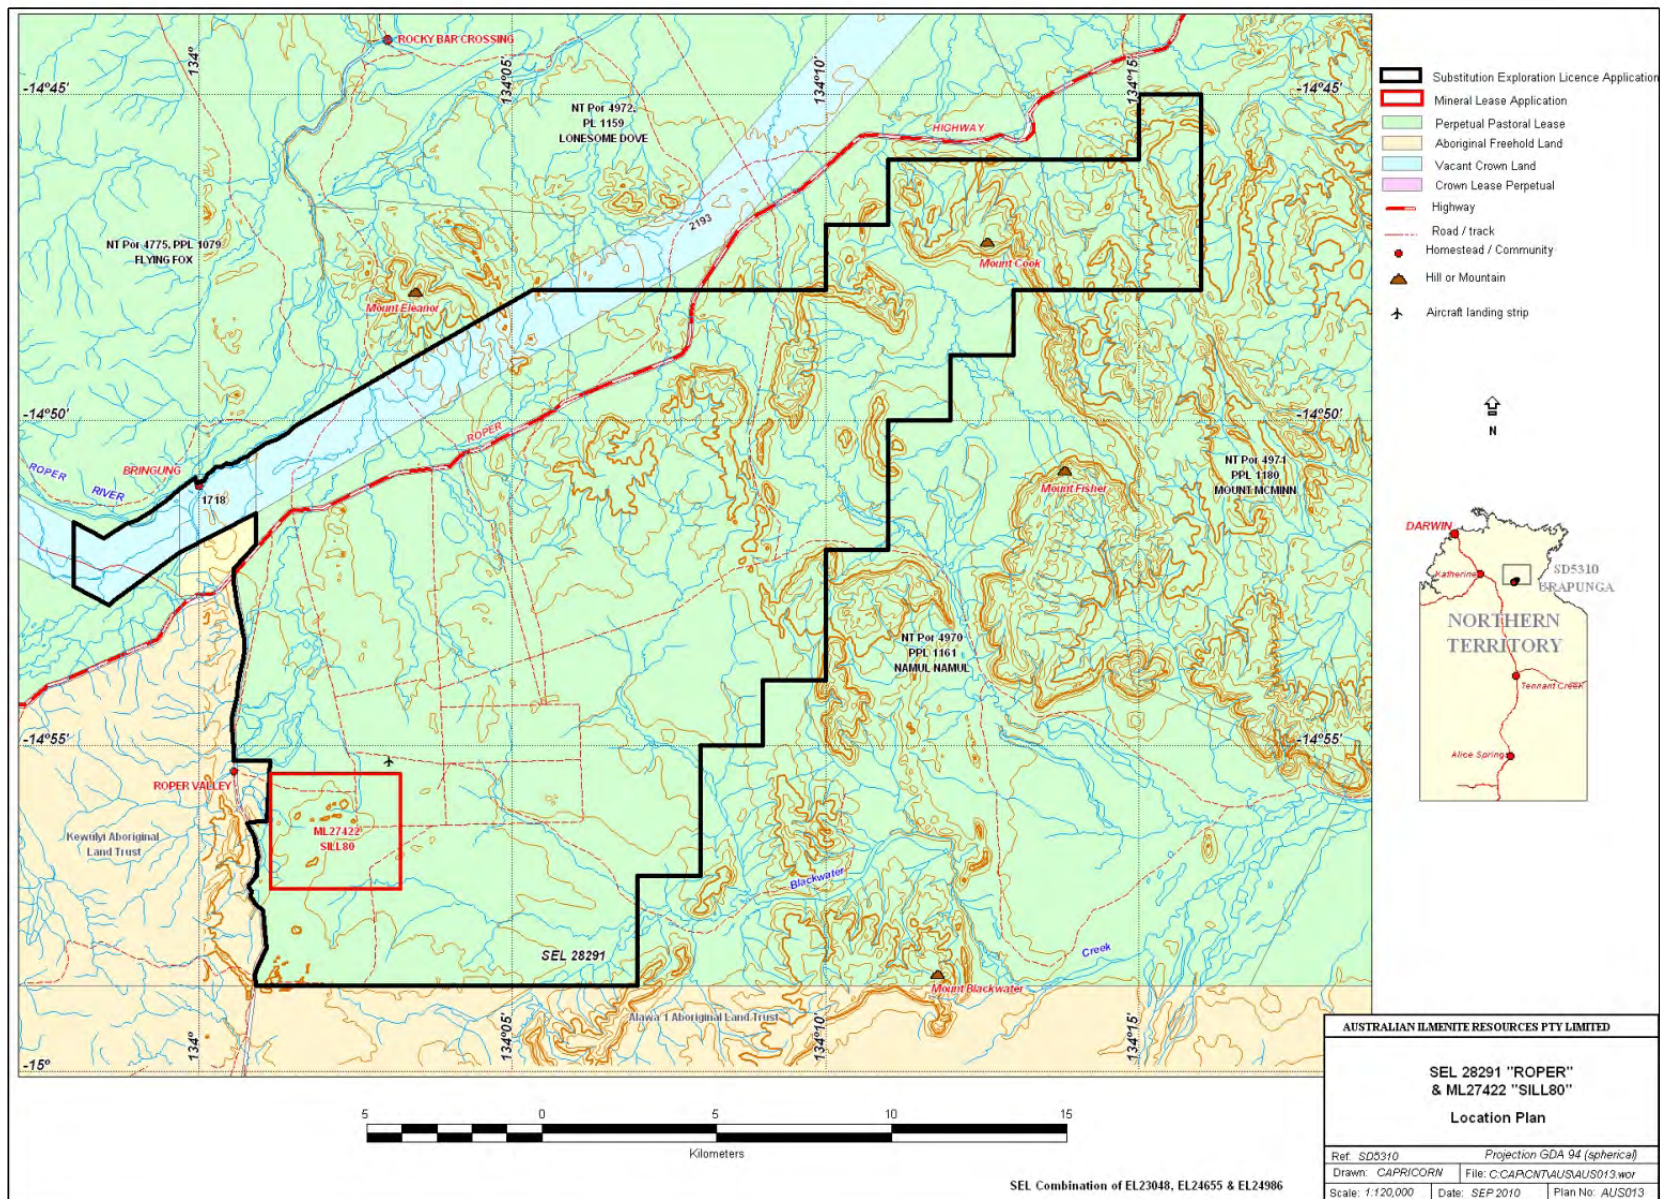 ROCKY BAR CROSSING
134°
134°05'
134°10'
134°15'
-14°45'
-14°45'
NT Por 4972,
PL 1159
LONESOME DOVE
HIGHWAY
2193
NT Por 4775, PPL 1079
FLYING FOX
Mount Eleanor
Mount Cook
-14°50'
-14°50'
ROPER
BRINGUNG
ROPER
RIVER
1718
NT Por 4971
PPL 1180
MOUNT MCMINN
Mount Fisher
NT Por 4970
PPL 1161
NAMUL NAMUL
-14°55'
-14°55'
ROPER VALLEY
ML27422
SILL80
Kewulyi Aboriginal
Land Trust
Blackwater
Creek
SEL 28291
Mount Blackwater
Alawa 1 Aboriginal Land Trust
134°
134°05'
134°10'
134°15'
-15°
Substitution Exploration Licence Application
Mineral Lease Application
Perpetual Pastoral Lease
Aboriginal Freehold Land
Vacant Crown Land
Crown Lease Perpetual
Highway
Road / track
Homestead / Community
Hill or Mountain
Aircraft landing strip
N
DARWIN
Katherine
SD5310
URAPUNGA
NORTHERN
TERRITORY
Tennant Creek
Alice Springs
5 0 5 10 15
Kilometers
SEL Combination of EL23048, EL24655 & EL24986
AUSTRALIAN ILMENITE RESOURCES PTY LIMITED
SEL 28291 "ROPER"
& ML27422 "SILL80"
Location Plan
Ref: SD5310 Projection GDA 94 (spherical)
Drawn: CAPRICORN File: C:CAP\CNT\AUS\AUS013.wor
Scale: 1:120,000 Date: SEP 2010 Plan No: AUS013